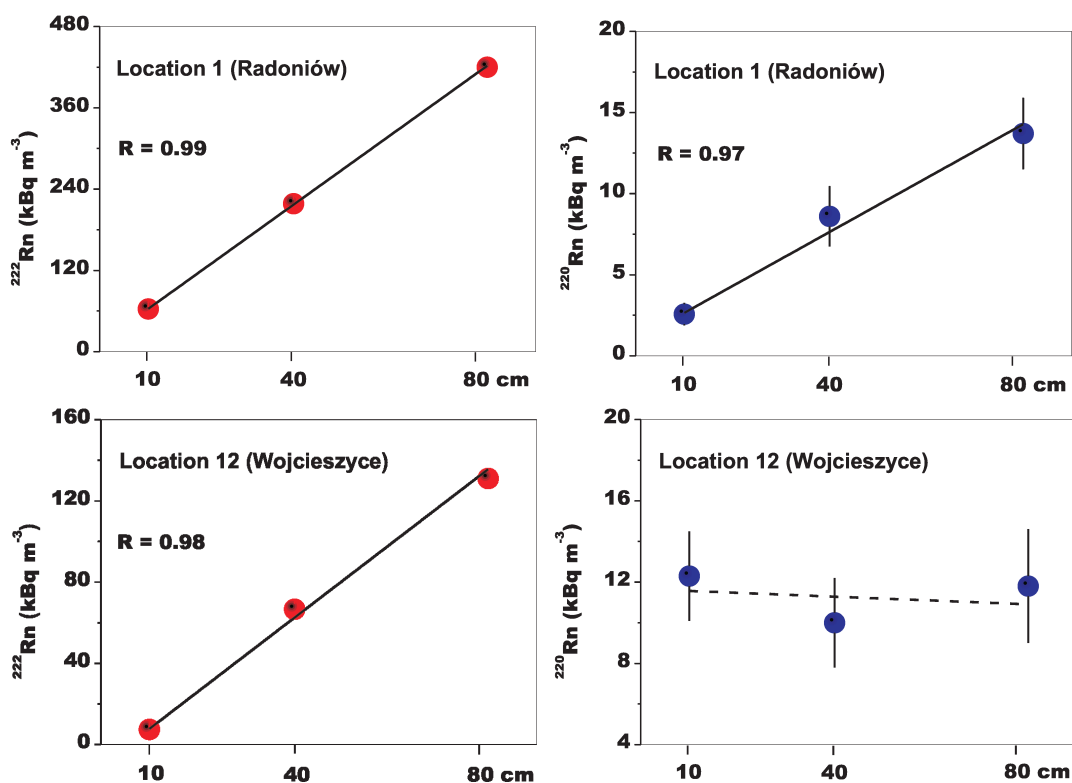 480
360
240
120
0
²²²Rn (kBq m⁻³)
Location 1 (Radoniów)
R = 0.99
10 40 80 cm
20
15
10
5
0
²²⁰Rn (kBq m⁻³)
Location 1 (Radoniów)
R = 0.97
10 40 80 cm
160
120
80
40
0
²²²Rn (kBq m⁻³)
Location 12 (Wojcieszyce)
R = 0.98
10 40 80 cm
20
16
12
8
4
²²⁰Rn (kBq m⁻³)
Location 12 (Wojcieszyce)
10 40 80 cm